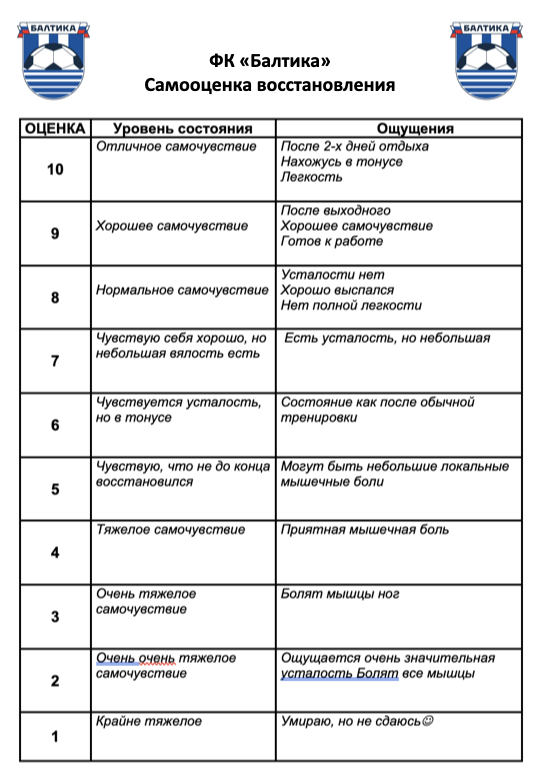 БАЛТИКА
БАЛТИКА
ФК «Балтика»
Самооценка восстановления
ОЦЕНКА Уровень состояния Ощущения
10 Отличное самочувствие После 2-х дней отдыха
Нахожусь в тонусе
Легкость
9 Хорошее самочувствие После выходного
Хорошее самочувствие
Готов к работе
8 Нормальное самочувствие Усталости нет
Хорошо выспался
Нет полной легкости
7 Чувствую себя хорошо, но Есть усталость, но небольшая
небольшая вялость есть
6 Чувствуется усталость, Состояние как после обычной
но в тонусе тренировки
5 Чувствую, что не до конца Могут быть небольшие локальные
восстановился мышечные боли
4 Тяжелое самочувствие Приятная мышечная боль
3 Очень тяжелое Болят мышцы ног
самочувствие
2 Очень очень тяжелое Ощущается очень значительная
самочувствие усталость Болят все мышцы
1 Крайне тяжелое Умираю, но не сдаюсь☺